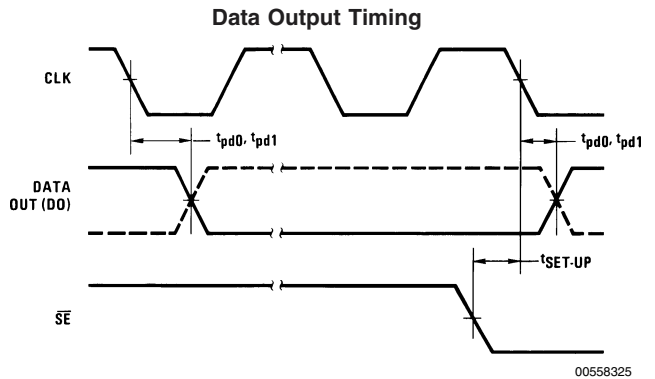 Data Output Timing
CLK
tpd0, tpd1
tpd0, tpd1
DATA
OUT (DO)
tSET-UP
SE
00558325